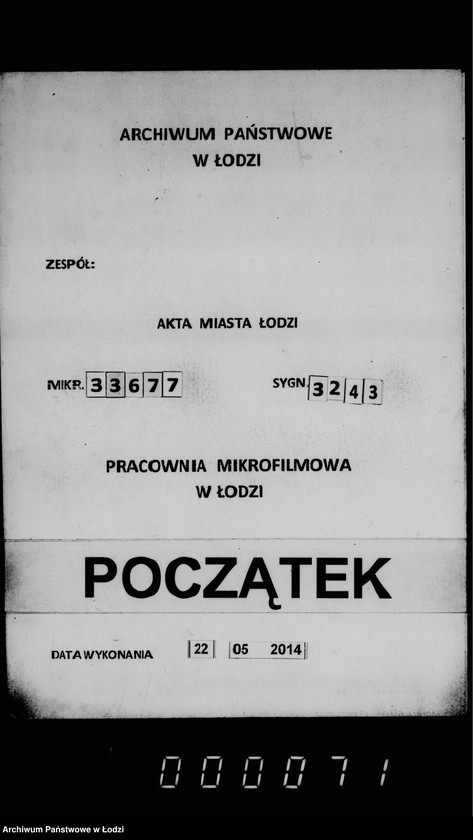 ARCHIWUM PAŃSTWOWE
W ŁODZI
ZESPÓŁ:
AKTA MIASTA ŁODZI
MIKR. 33677 SYGN. 3243
PRACOWNIA MIKROFILMOWA
W ŁODZI
POCZĄTEK
DATA WYKONANIA 22 05 2014
000071
Archiwum Państwowe w Łodzi